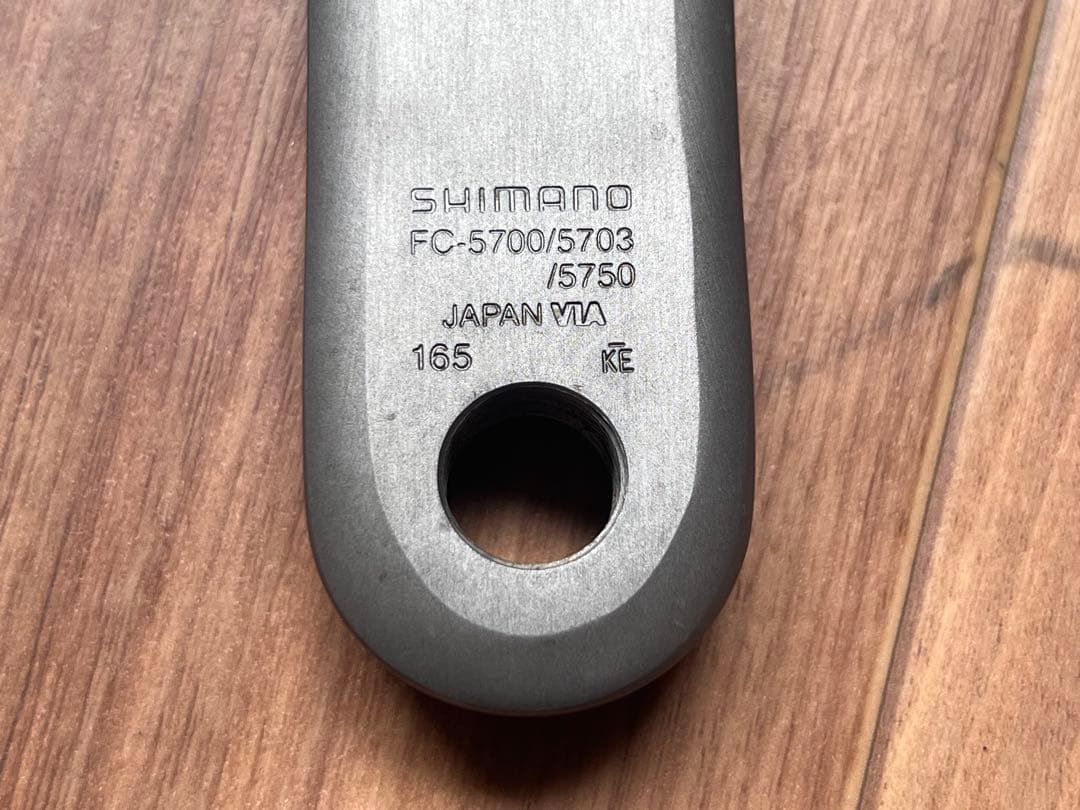 SHIMANO
FC-5700/5703
/5750
JAPAN VIA
165 KE